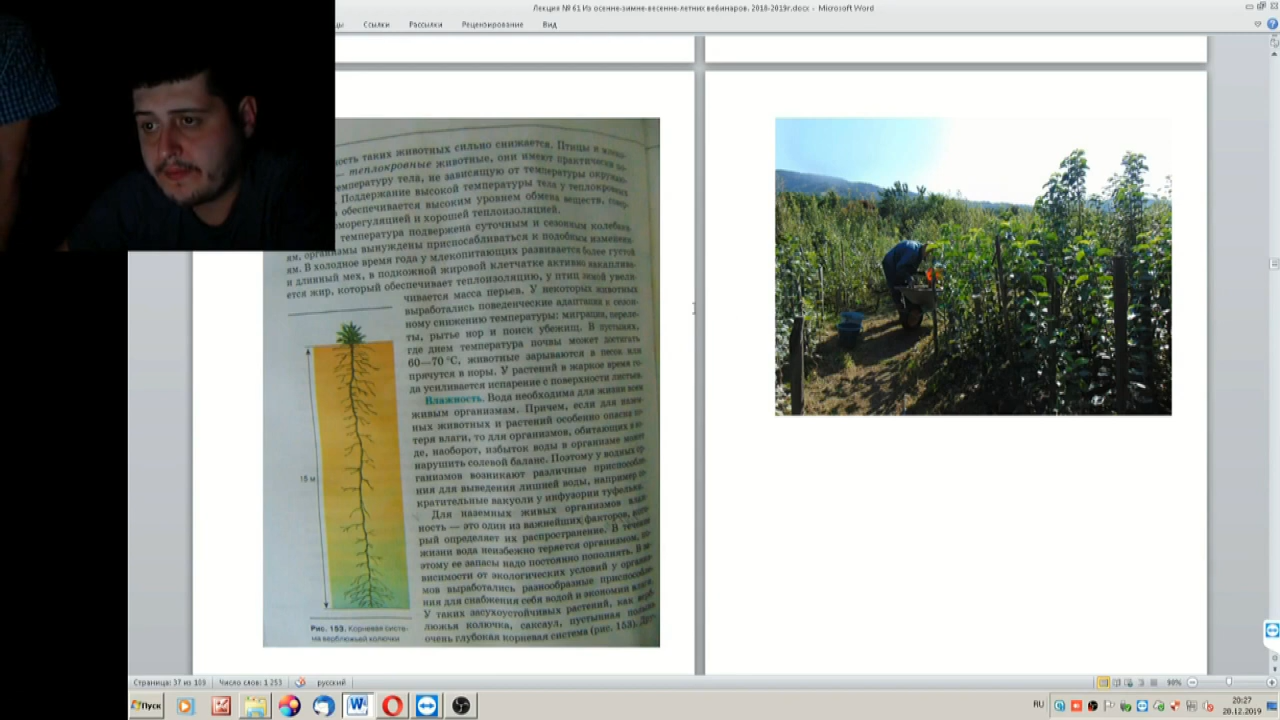 Лекция № 61 Из осенне-зимне-весенне-летних вебинаров. 2018-2019г.docx - Microsoft Word
Ссылки Рассылки Рецензирование Вид
таких животных сильно снижается. Птицы и
— теплокровные животные, они имеют практически
температуру тела, не зависящую от температуры
Поддержание высокой температуры тела у теплокровных
обеспечивается высоким уровнем обмена веществ,
и хорошей теплоизоляцией.
температура подвержена суточным и сезонным
организмы вынуждены приспосабливаться к подобным
ям. В холодное время года у млекопитающих развивается более густой
и длинный мех, в подкожной жировой клетчатке активно
ется жир, который обеспечивает теплоизоляцию, у птиц зимой увели-
чивается масса перьев. У некоторых животных
выработались поведенческие адаптации к сезон-
ному снижению температуры: миграция,
ты, рытье нор и поиск убежищ. В пустынях,
где днем температура почвы может достигать
60—70 °С, животные зарываются в песок или
прячутся в норы. У растений в жаркое время го-
да усиливается испарение с поверхности листьев.
Влажность. Вода необходима для жизни всем
живым организмам. Причем, если для назем-
ных животных и растений особенно опасна по-
теря влаги, то для организмов, обитающих в во-
де, наоборот, избыток воды в организме может
нарушить солевой баланс. Поэтому у водных ор-
ганизмов возникают различные приспособле-
ния для выведения лишней воды, например со-
кратительные вакуоли у инфузории туфельки.
Для наземных живых организмов влаж-
ность — это один из важнейших факторов, кото-
рый определяет их распространение. В течение
жизни вода неизбежно теряется организмом, по-
этому ее запасы надо постоянно пополнять. В за-
висимости от экологических условий у организ-
мов выработались разнообразные приспособле-
ния для снабжения себя водой и экономии влаги.
У таких засухоустойчивых растений, как верб-
люжья колючка, саксаул, пустынная полынь
очень глубокая корневая система (рис. 153).
15 м
Рис. 153. Корневая систе-
ма верблюжьей колючки
Страница: 37 из 103 Число слов: 1 253 русский 90%
Пуск RU 20:27
20.12.2019